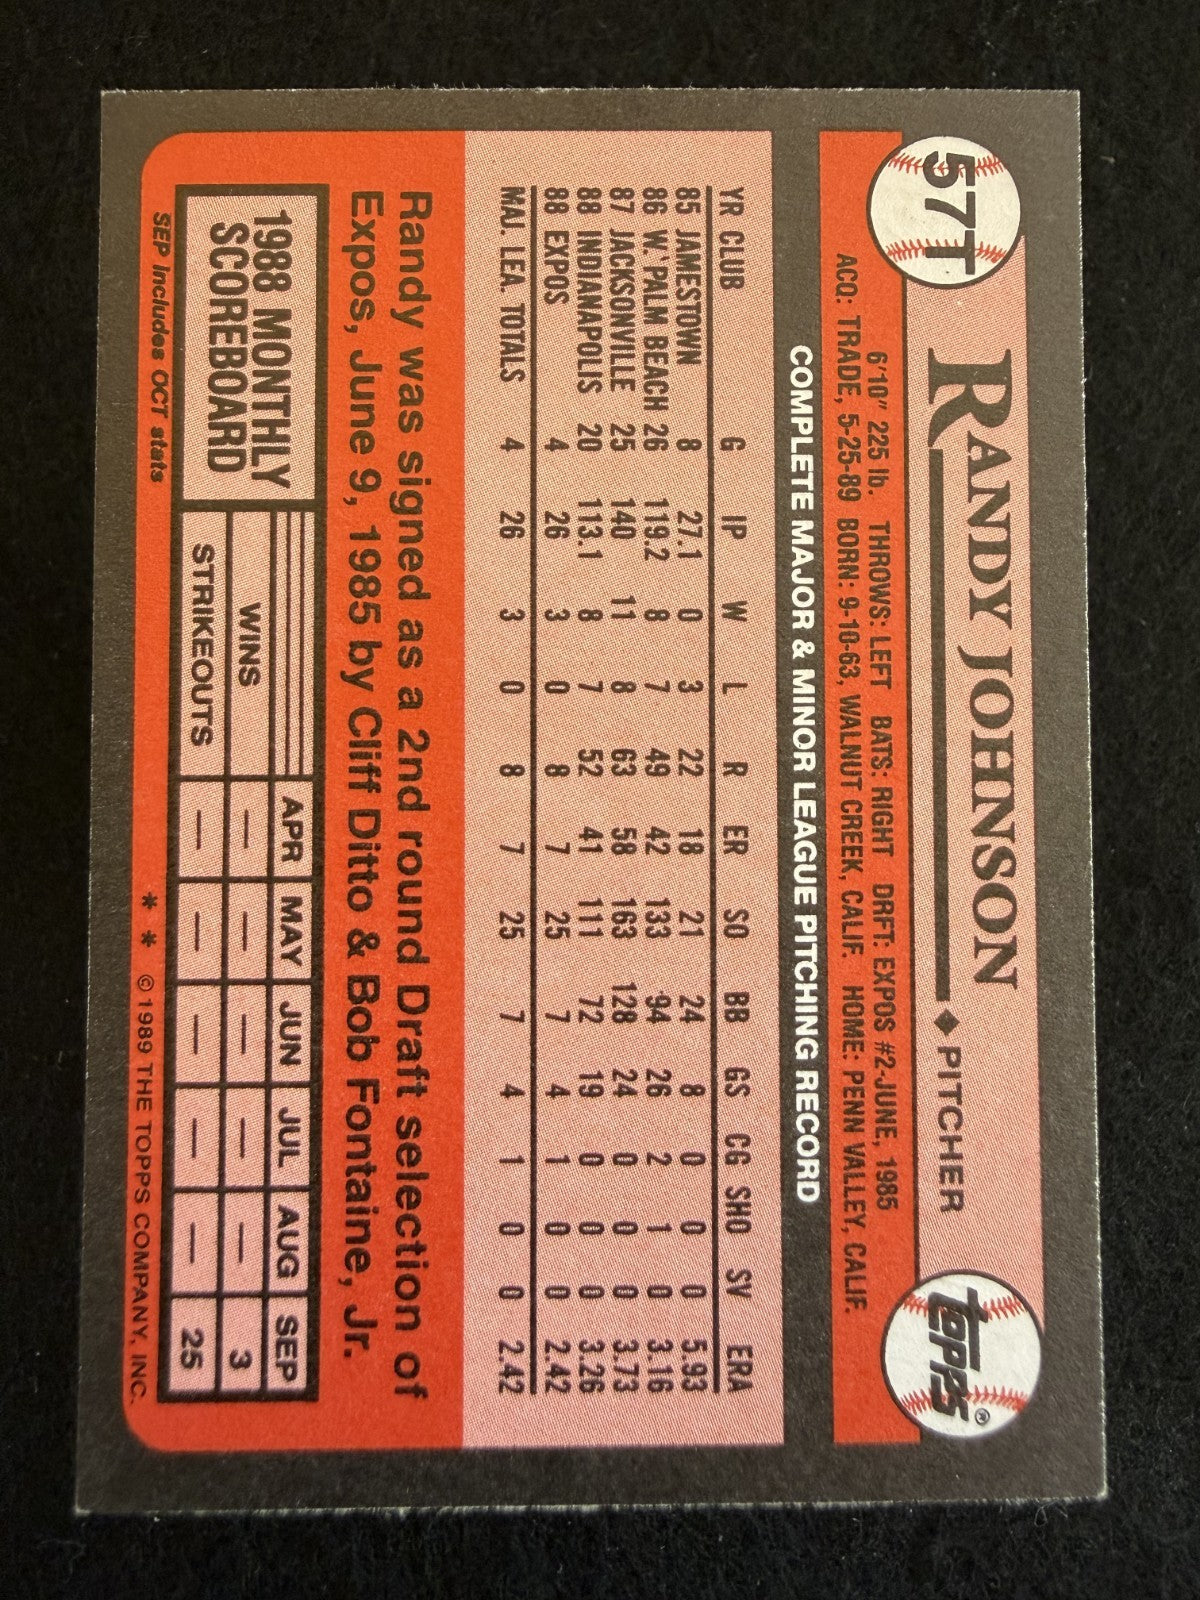 57T
RANDY JOHNSON ♦ PITCHER
topps®
6'10" 225 lb. THROWS: LEFT BATS: RIGHT DRFT: EXPOS #2-JUNE, 1985
ACQ: TRADE, 5-25-89 BORN: 9-10-63, WALNUT CREEK, CALIF. HOME: PENN VALLEY, CALIF.
COMPLETE MAJOR & MINOR LEAGUE PITCHING RECORD
YR CLUB G IP W L R ER SO BB GS CG SHO SV ERA
85 JAMESTOWN 8 27.1 0 3 22 18 21 24 8 0 0 0 5.93
86 W. PALM BEACH 26 119.2 8 7 49 42 133 94 26 2 1 0 3.16
87 JACKSONVILLE 25 140 11 8 63 58 163 128 24 0 0 0 3.73
88 INDIANAPOLIS 20 113.1 8 7 52 41 111 72 19 0 0 0 3.26
88 EXPOS 4 26 3 0 8 7 25 7 4 1 0 0 2.42
MAJ. LEA. TOTALS 4 26 3 0 8 7 25 7 4 1 0 0 2.42
Randy was signed as a 2nd round Draft selection of
Expos, June 9, 1985 by Cliff Ditto & Bob Fontaine, Jr.
1988 MONTHLY
SCOREBOARD
APR MAY JUN JUL AUG SEP
WINS — — — — — 3
STRIKEOUTS — — — — — 25
SEP Includes OCT stats
* * © 1989 THE TOPPS COMPANY, INC.